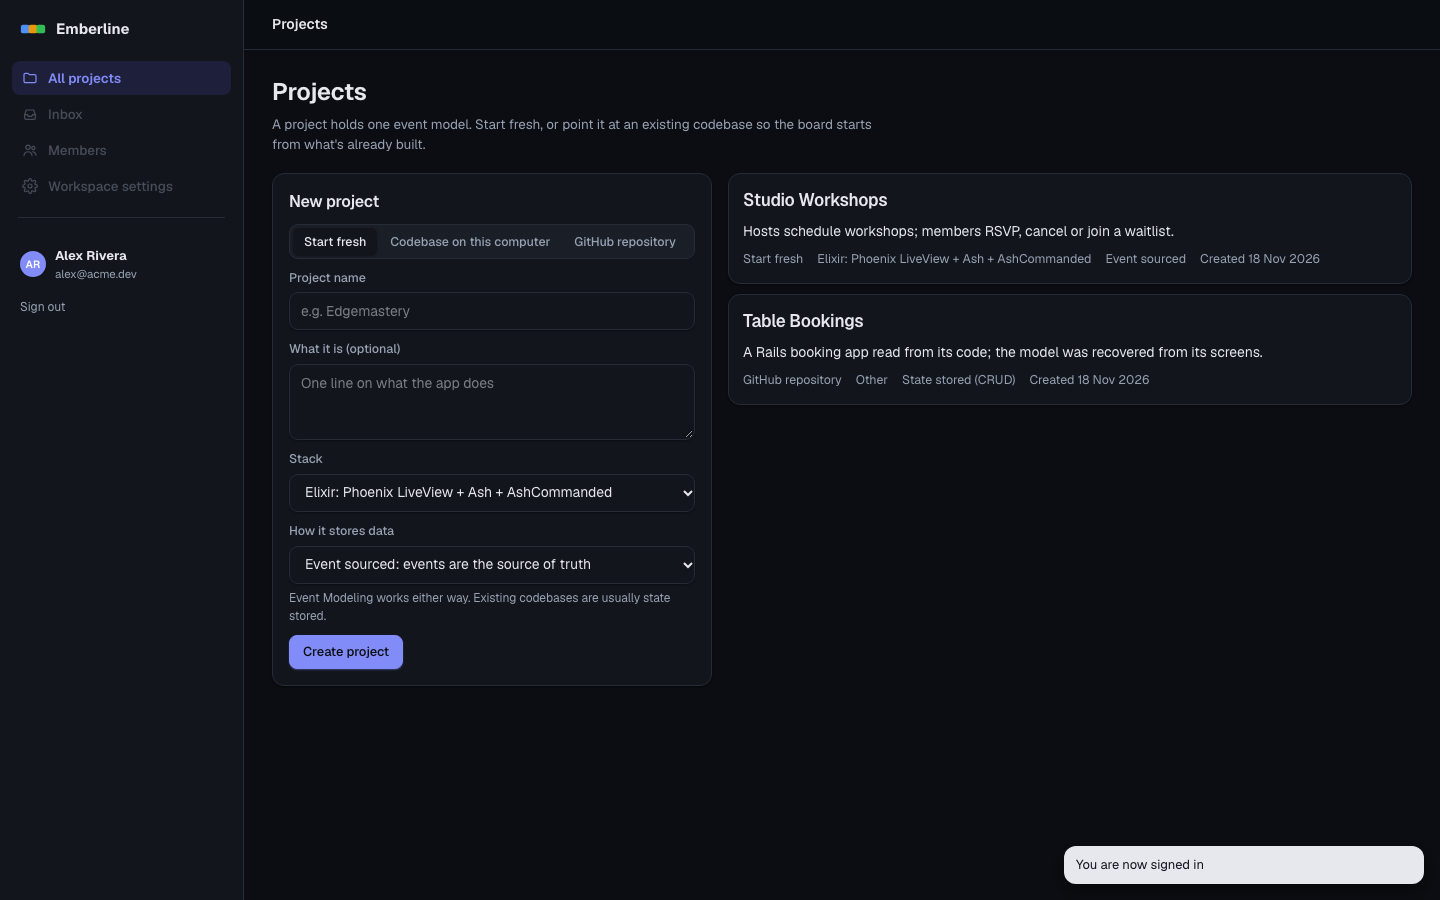 Emberline
All projects
Inbox
Members
Workspace settings
AR
Alex Rivera
alex@acme.dev
Sign out
Projects
Projects
A project holds one event model. Start fresh, or point it at an existing codebase so the board starts
from what's already built.
New project
Start fresh
Codebase on this computer
GitHub repository
Project name
e.g. Edgemastery
What it is (optional)
One line on what the app does
Stack
Elixir: Phoenix LiveView + Ash + AshCommanded
How it stores data
Event sourced: events are the source of truth
Event Modeling works either way. Existing codebases are usually state
stored.
Create project
Studio Workshops
Hosts schedule workshops; members RSVP, cancel or join a waitlist.
Start fresh Elixir: Phoenix LiveView + Ash + AshCommanded Event sourced Created 18 Nov 2026
Table Bookings
A Rails booking app read from its code; the model was recovered from its screens.
GitHub repository Other State stored (CRUD) Created 18 Nov 2026
You are now signed in